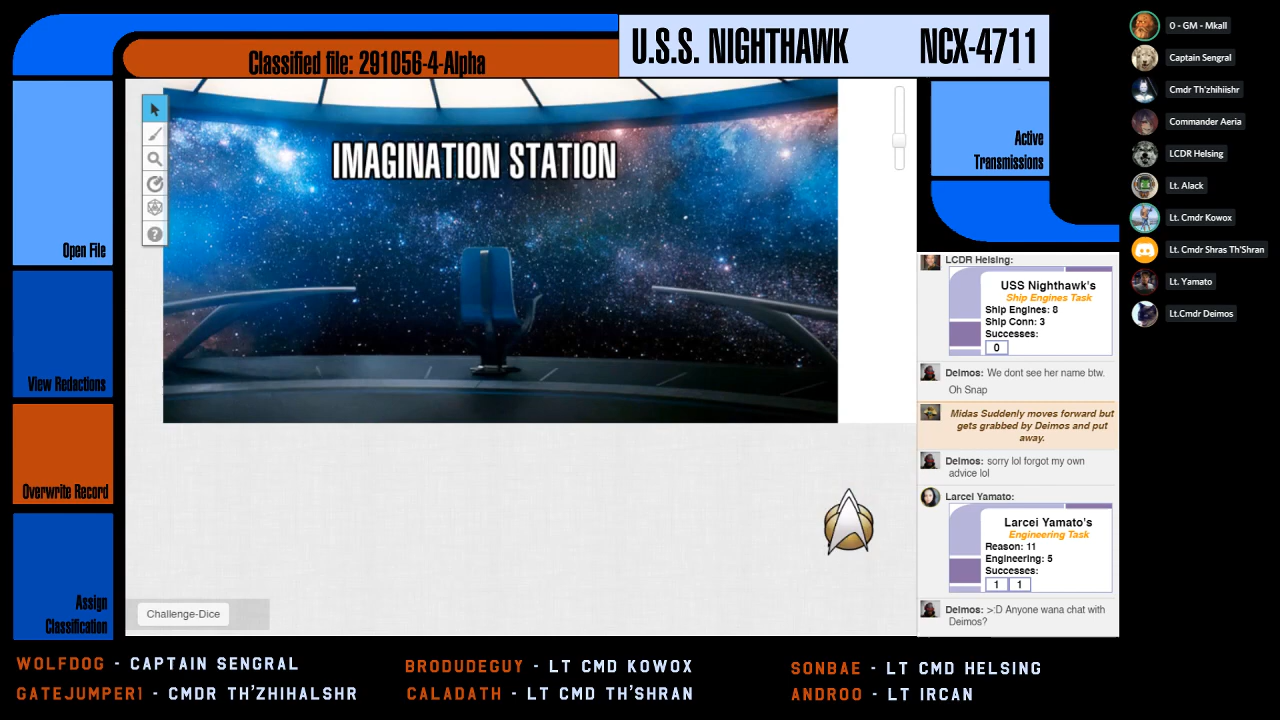 Classified file: 291056-4-Alpha
U.S.S. NIGHTHAWK NCX-4711
Open File
View Redactions
Overwrite Record
Assign
Classification
IMAGINATION STATION
Challenge-Dice
Active
Transmissions
LCDR Helsing:
USS Nighthawk's
Ship Engines Task
Ship Engines: 8
Ship Conn: 3
Successes:
0
Deimos: We dont see her name btw.
Oh Snap
Midas Suddenly moves forward but
gets grabbed by Deimos and put
away.
Deimos: sorry lol forgot my own
advice lol
Larcei Yamato:
Larcei Yamato's
Engineering Task
Reason: 11
Engineering: 5
Successes:
1 1
Deimos: >:D Anyone wana chat with
Deimos?
0 - GM - Mkall
Captain Sengral
Cmdr Th'zhihiishr
Commander Aeria
LCDR Helsing
Lt. Alack
Lt. Cmdr Kowox
Lt. Cmdr Shras Th'Shran
Lt. Yamato
Lt.Cmdr Deimos
WOLFDOG - CAPTAIN SENGRAL
GATEJUMPER1 - CMDR TH'ZHIHALSHR
BRODUDEGUY - LT CMD KOWOX
CALADATH - LT CMD TH'SHRAN
SONBAE - LT CMD HELSING
ANDROO - LT IRCAN